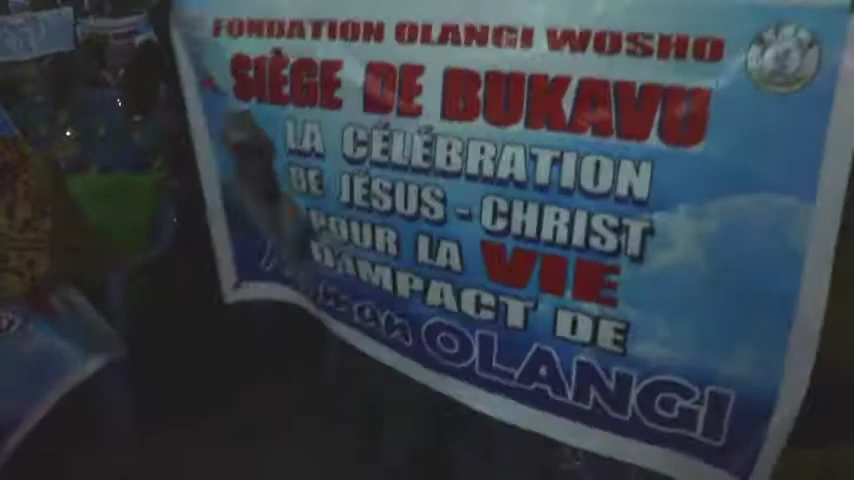 FONDATION OLANGI WOSHO
SIÈGE DE BUKAVU
LA CÉLÉBRATION
DE JÉSUS - CHRIST
POUR LA VIE
D'IMPACT DE
OLANGI